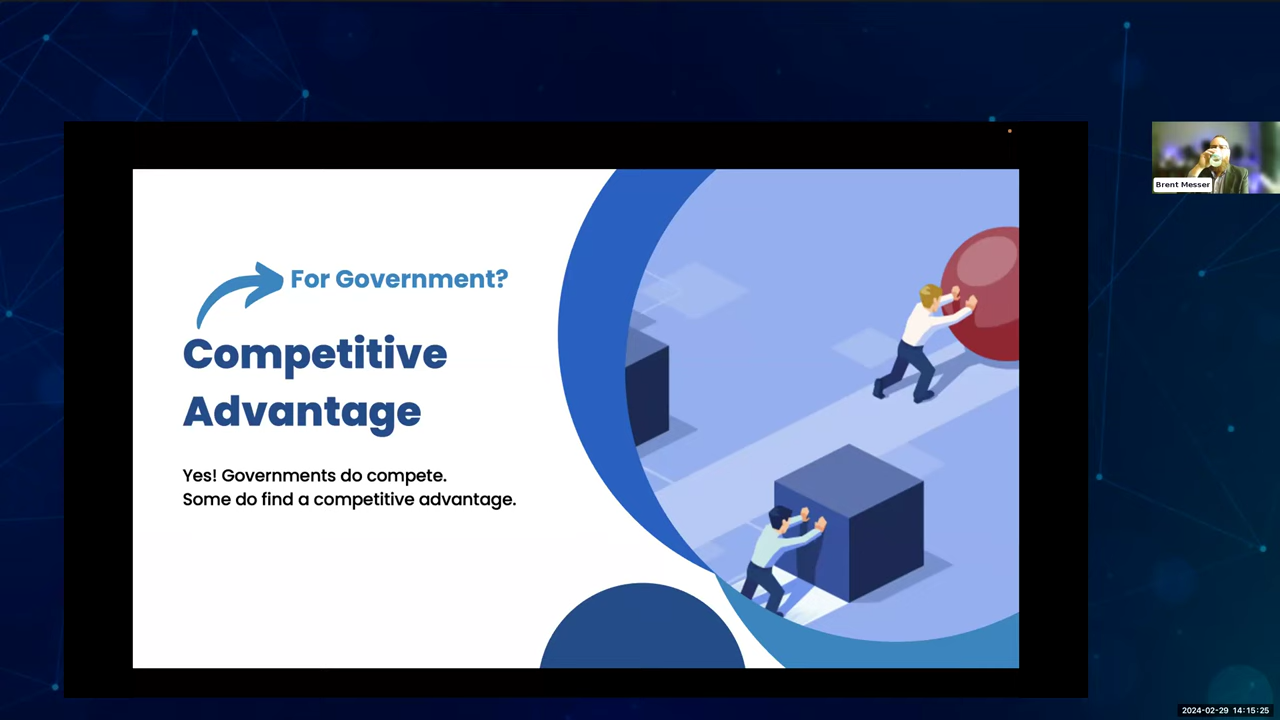 For Government?
Competitive
Advantage
Yes! Governments do compete.
Some do find a competitive advantage.
Brent Messer
2024-02-29 14:15:25